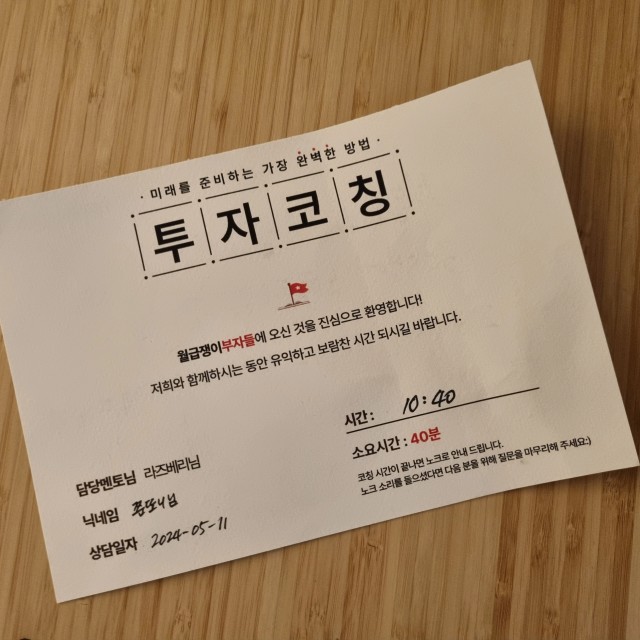 · 미래를 준비하는 가장 완벽한 방법 ·
투자코칭
월급쟁이부자들에 오신 것을 진심으로 환영합니다!
저희와 함께하시는 동안 유익하고 보람찬 시간 되시길 바랍니다.
시간 : 10:40
소요시간 : 40분
코칭 시간이 끝나면 노크로 안내 드립니다.
노크 소리를 들으셨다면 다음 분을 위해 질문을 마무리해 주세요:)
담당멘토님 라즈베리님
닉네임
상담일자 2024-05-11